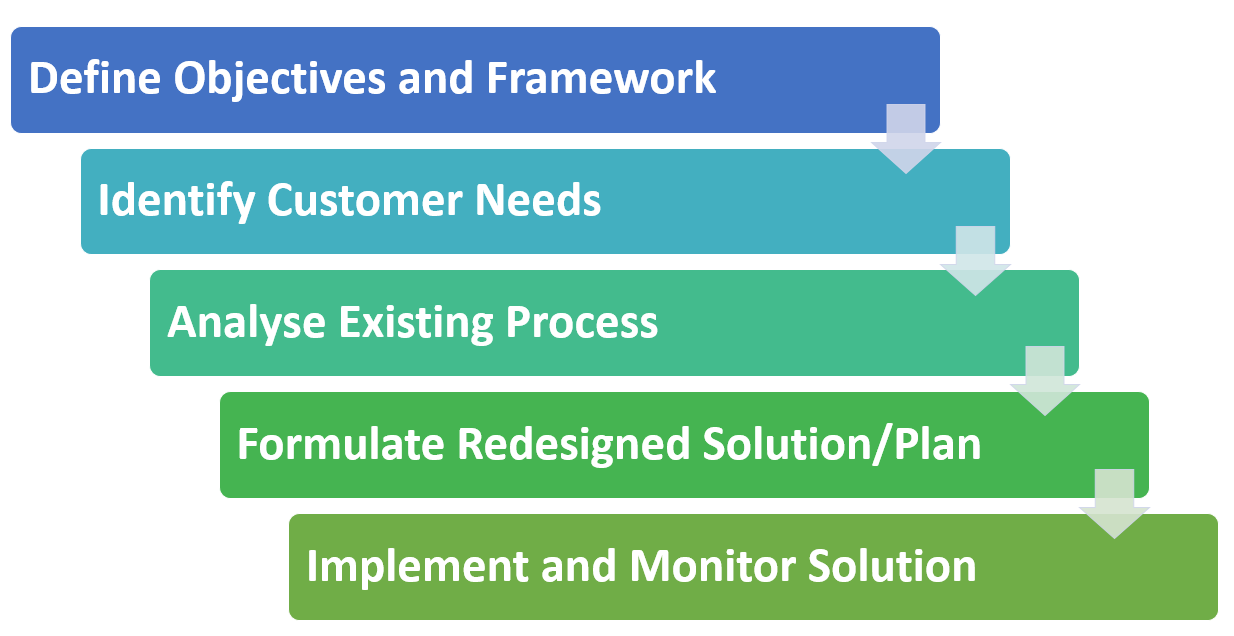 Define Objectives and Framework
Identify Customer Needs
Analyse Existing Process
Formulate Redesigned Solution/Plan
Implement and Monitor Solution